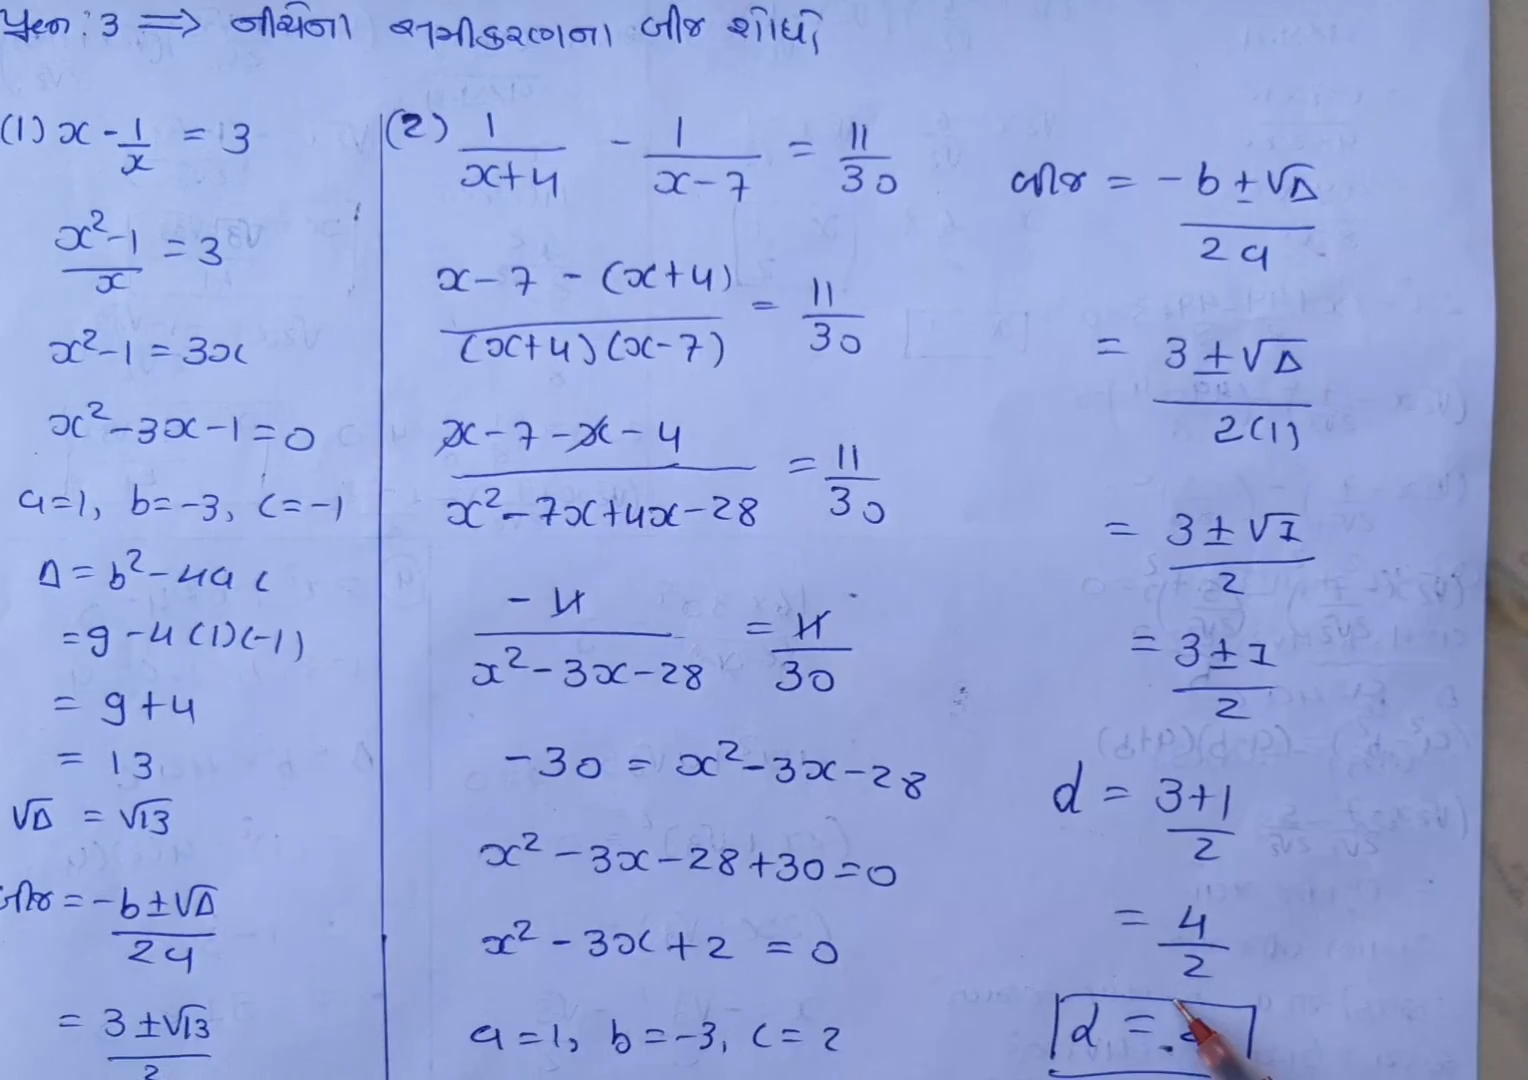 પ્રશ્ન : 3 ⇒ નીચેના સમીકરણના બીજ શોધો
(1) x - 1/x = 3
(x² - 1)/x = 3
x² - 1 = 3x
x² - 3x - 1 = 0
a = 1, b = -3, c = -1
Δ = b² - 4ac
= 9 - 4(1)(-1)
= 9 + 4
= 13
√Δ = √13
બીજ = (-b ± √Δ)/2a
= (3 ± √13)/2
(2) 1/(x+4) - 1/(x-7) = 11/30
(x - 7 - (x+4))/((x+4)(x-7)) = 11/30
(x - 7 - x - 4)/(x² - 7x + 4x - 28) = 11/30
-11/(x² - 3x - 28) = 11/30
-30 = x² - 3x - 28
x² - 3x - 28 + 30 = 0
x² - 3x + 2 = 0
a = 1, b = -3, c = 2
બીજ = (-b ± √Δ)/2a
= (3 ± √Δ)/2(1)
= (3 ± √1)/2
= (3 ± 1)/2
α = (3+1)/2
= 4/2
α =